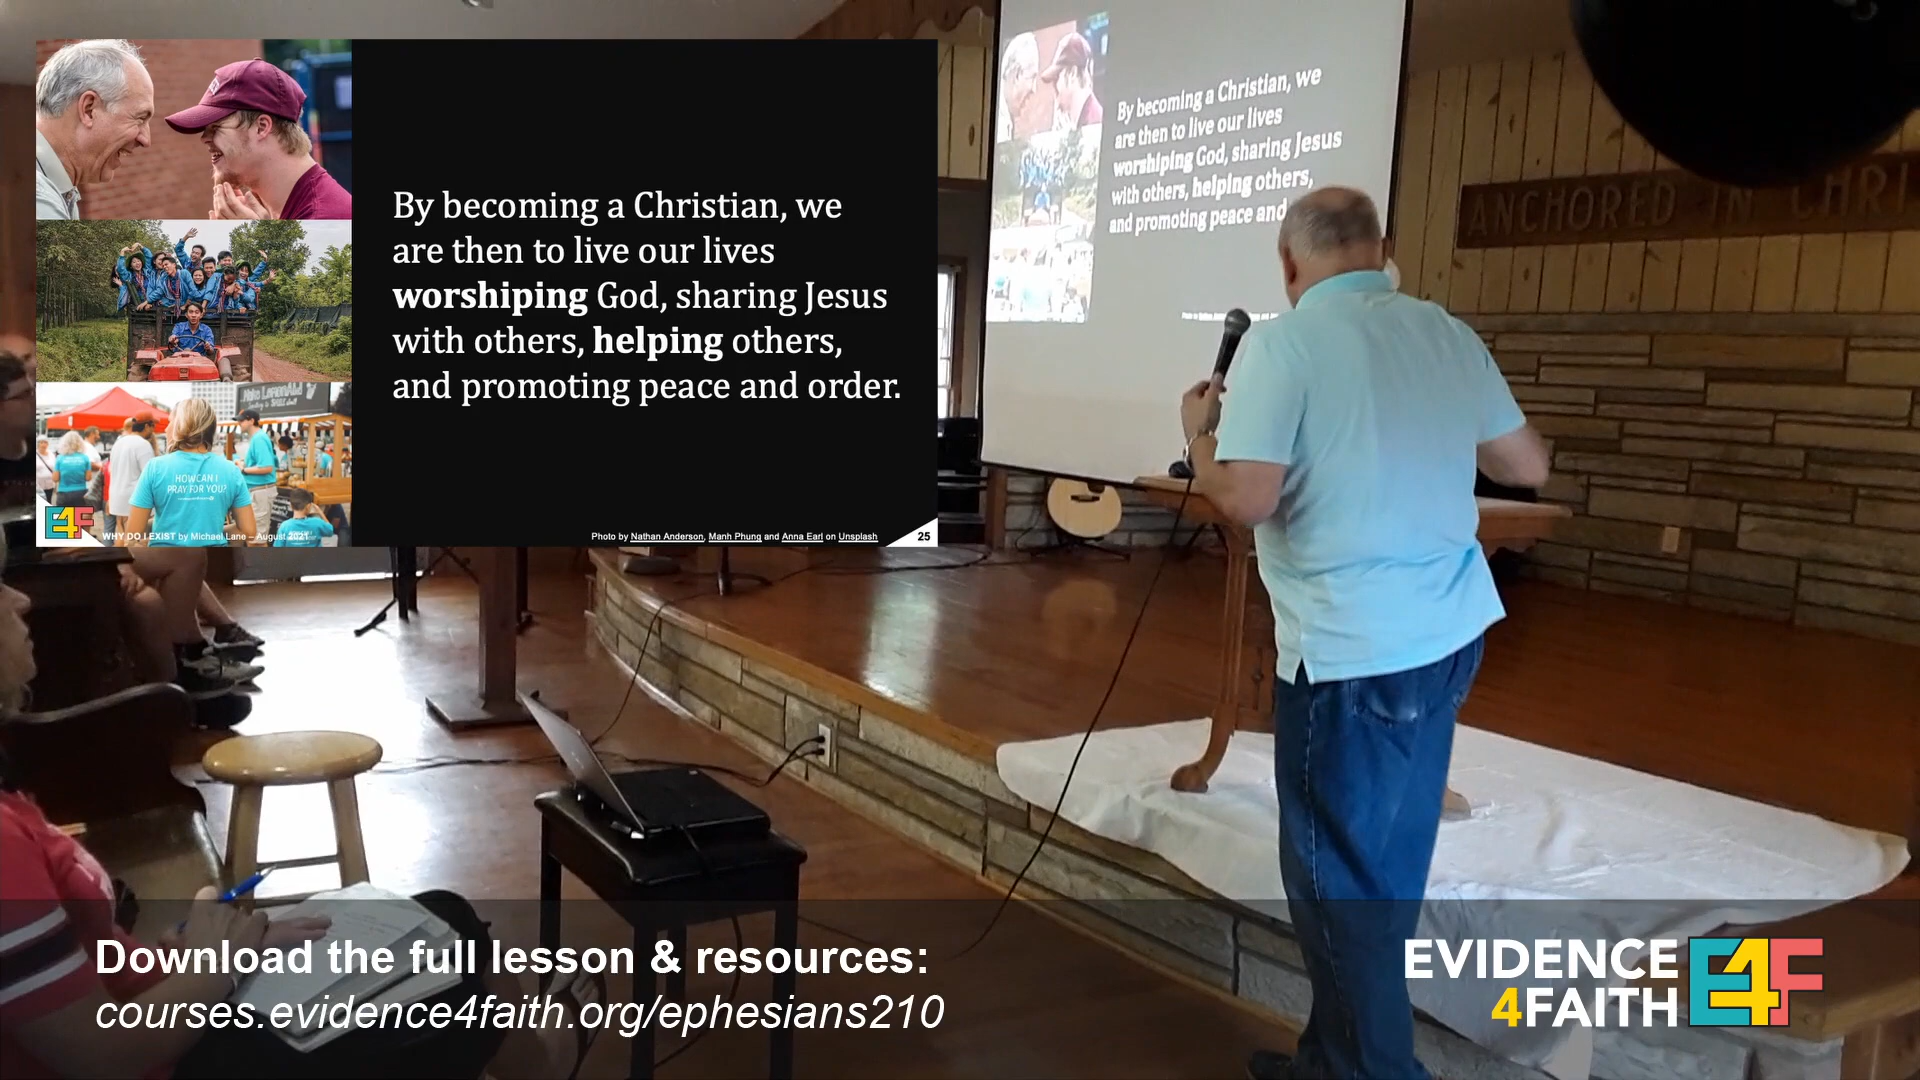 By becoming a Christian, we
are then to live our lives
worshiping God, sharing Jesus
with others, helping others,
and promoting peace and order.
HOW CAN I
PRAY FOR YOU?
E4F
WHY DO I EXIST by Michael Lane – August 2021
Photo by Nathan Anderson, Manh Phung and Anna Earl on Unsplash
25
By becoming a Christian, we
are then to live our lives
worshiping God, sharing Jesus
with others, helping others,
and promoting peace and
ANCHORED IN CHRI
Download the full lesson & resources:
courses.evidence4faith.org/ephesians210
EVIDENCE
4FAITH
E4F